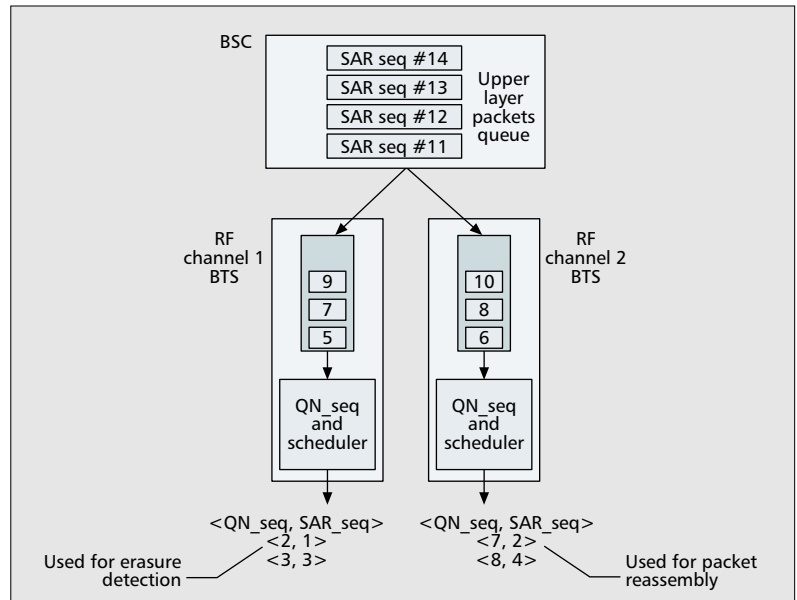 BSC
SAR seq #14
SAR seq #13
SAR seq #12
SAR seq #11
Upper
layer
packets
queue
RF
channel 1
BTS
9
7
5
QN_seq
and
scheduler
10
8
6
QN_seq
and
scheduler
RF
channel 2
BTS
<QN_seq, SAR_seq>
<2, 1>
<3, 3>
<QN_seq, SAR_seq>
<7, 2>
<8, 4>
Used for erasure
detection
Used for packet
reassembly